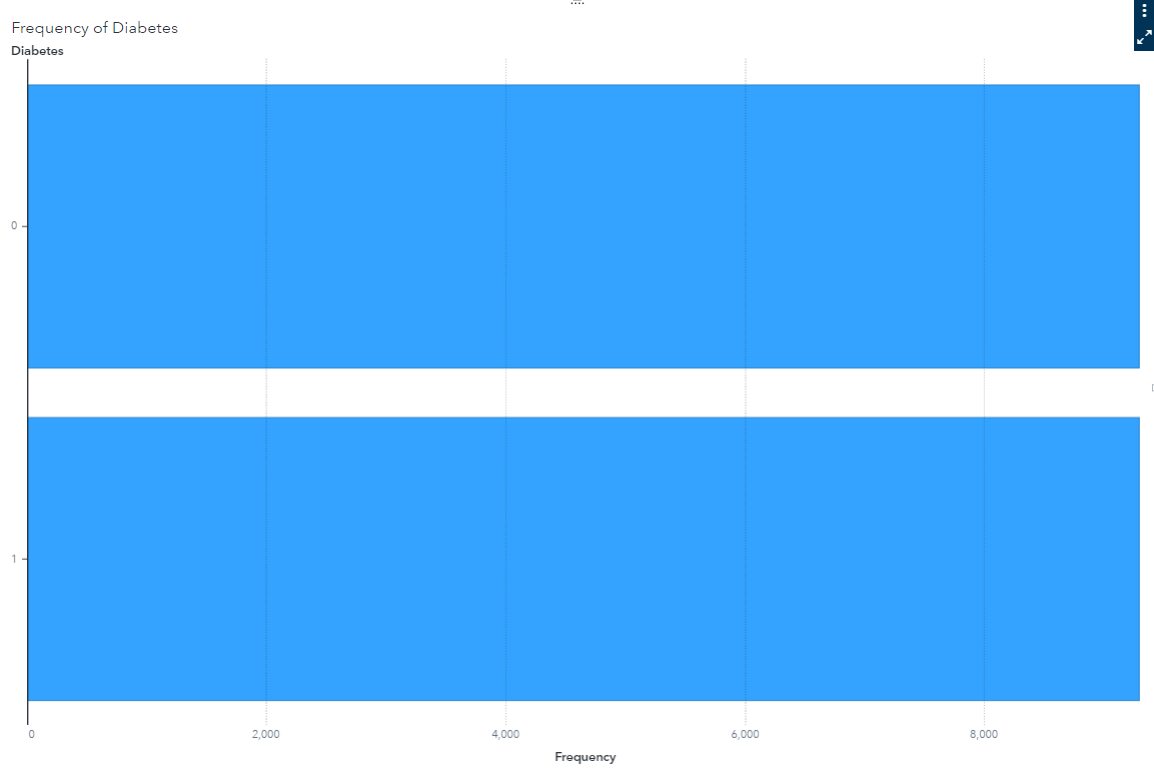 Frequency of Diabetes
Diabetes
0
1
0 2,000 4,000 6,000 8,000
Frequency